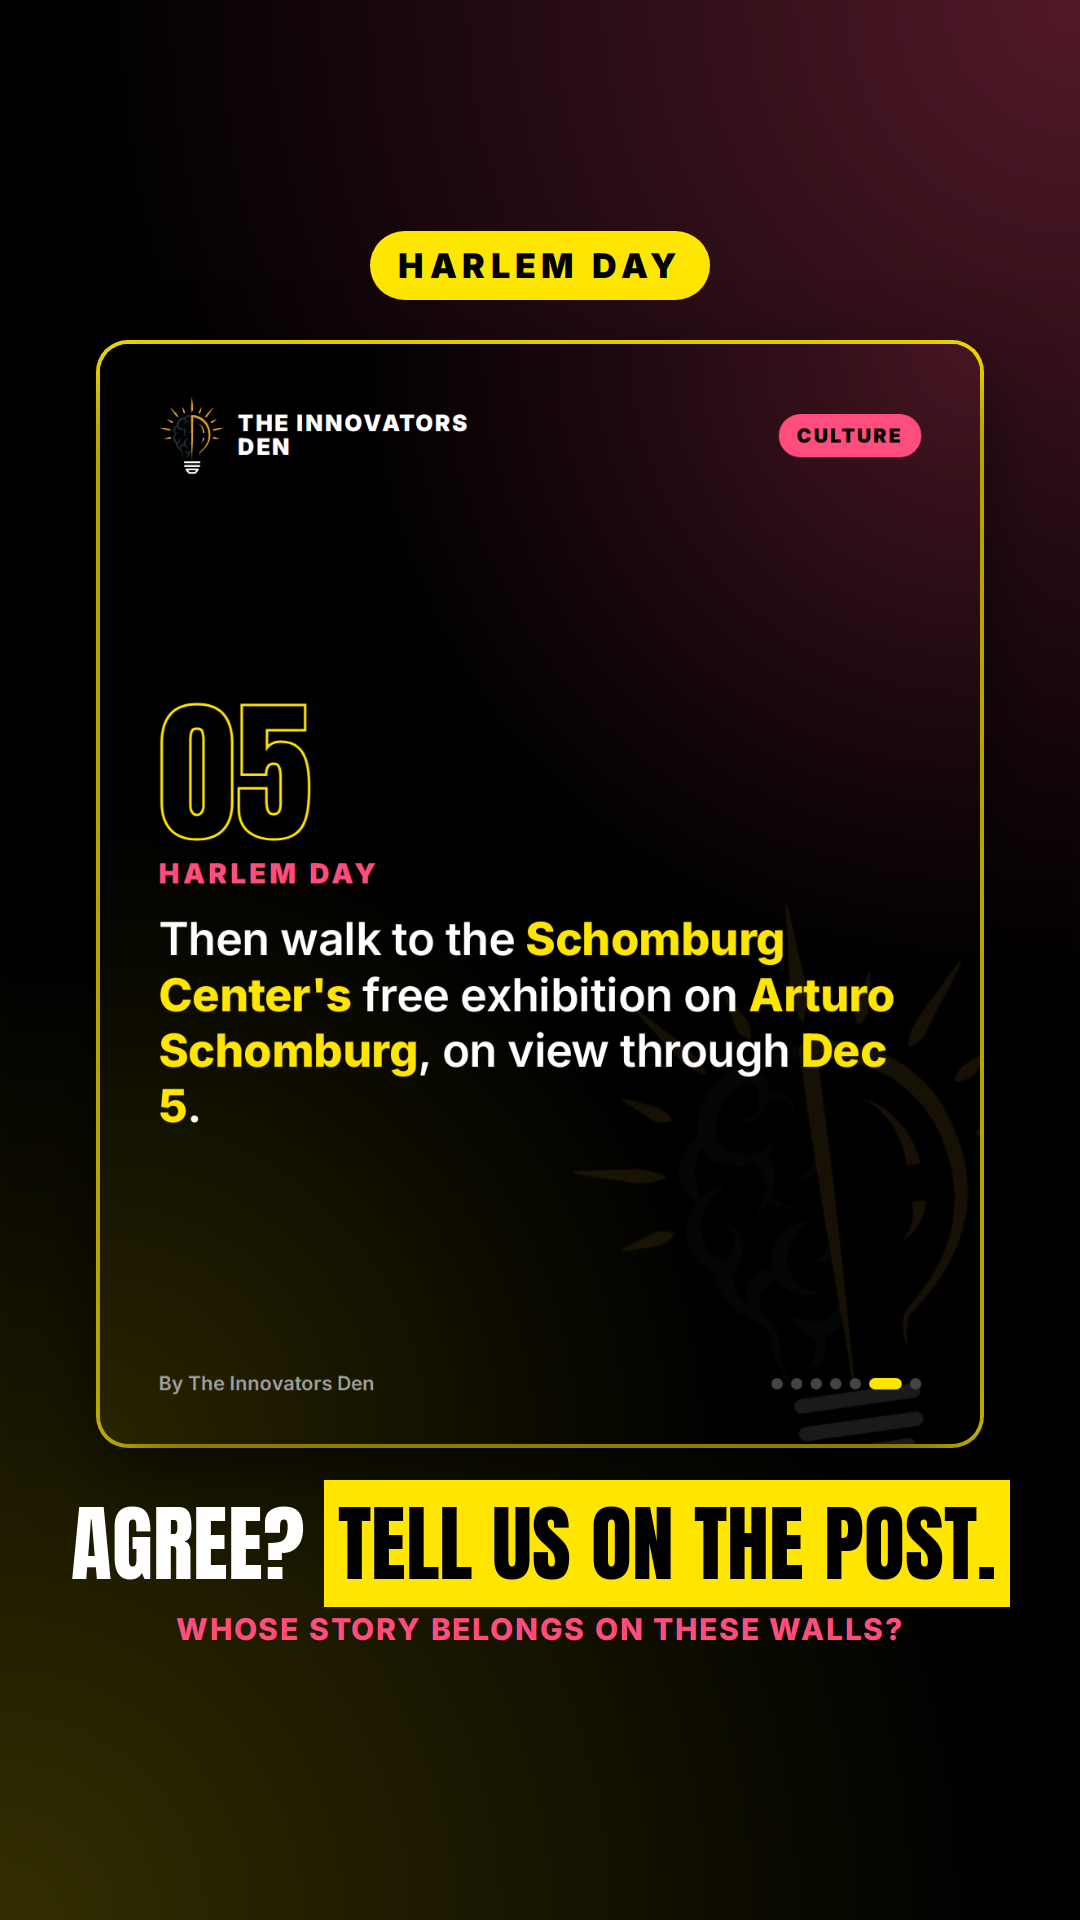 HARLEM DAY
THE INNOVATORS
DEN
CULTURE
05
HARLEM DAY
Then walk to the Schomburg
Center's free exhibition on Arturo
Schomburg, on view through Dec
5.
By The Innovators Den
AGREE? TELL US ON THE POST.
WHOSE STORY BELONGS ON THESE WALLS?